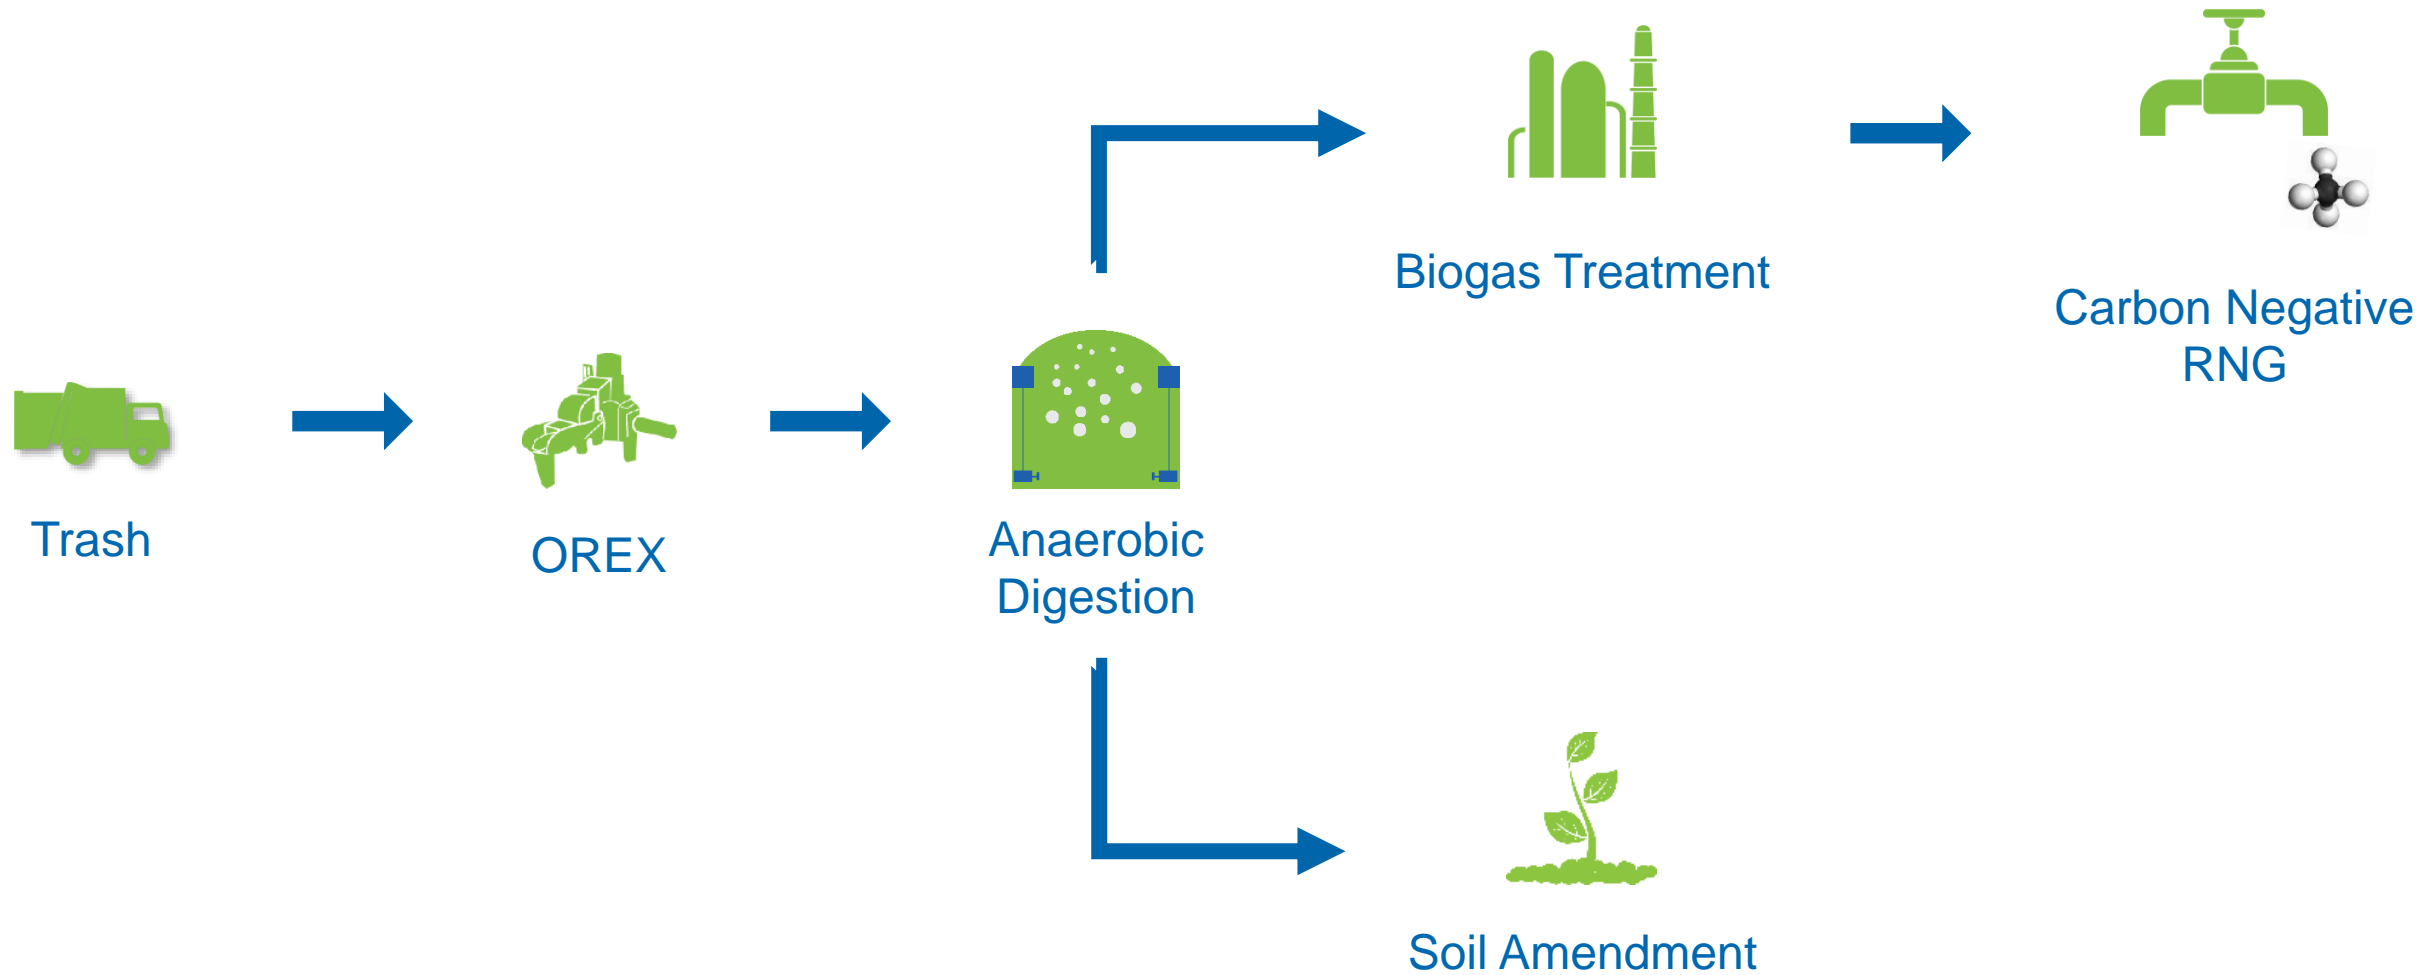 Trash
OREX
Anaerobic
Digestion
Biogas Treatment
Carbon Negative
RNG
Soil Amendment